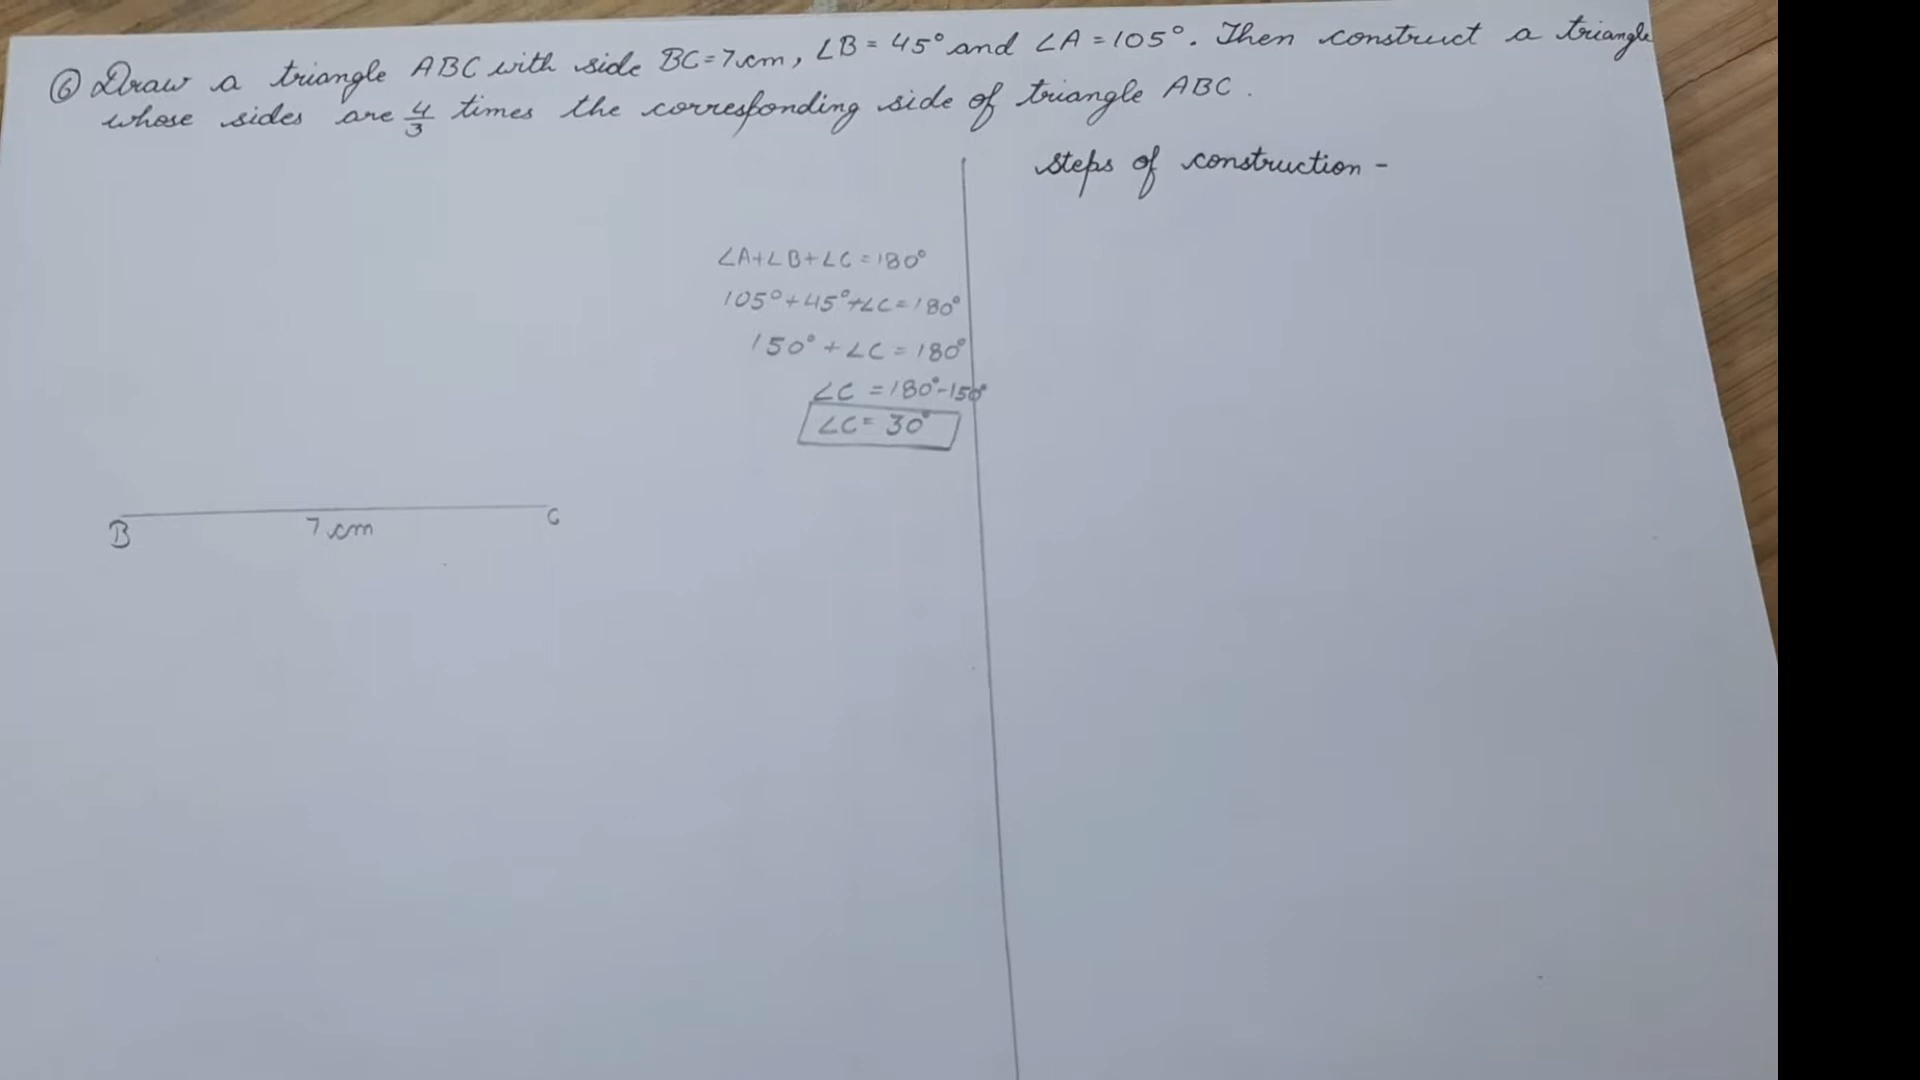 ⑥ Draw a triangle ABC with side BC = 7 cm, ∠B = 45° and ∠A = 105°. Then construct a triangle
whose sides are 4/3 times the corresponding side of triangle ABC.
steps of construction -
∠A+∠B+∠C = 180°
105°+45°+∠C = 180°
150° + ∠C = 180°
∠C = 180°-150°
∠C = 30°
B 7 cm C